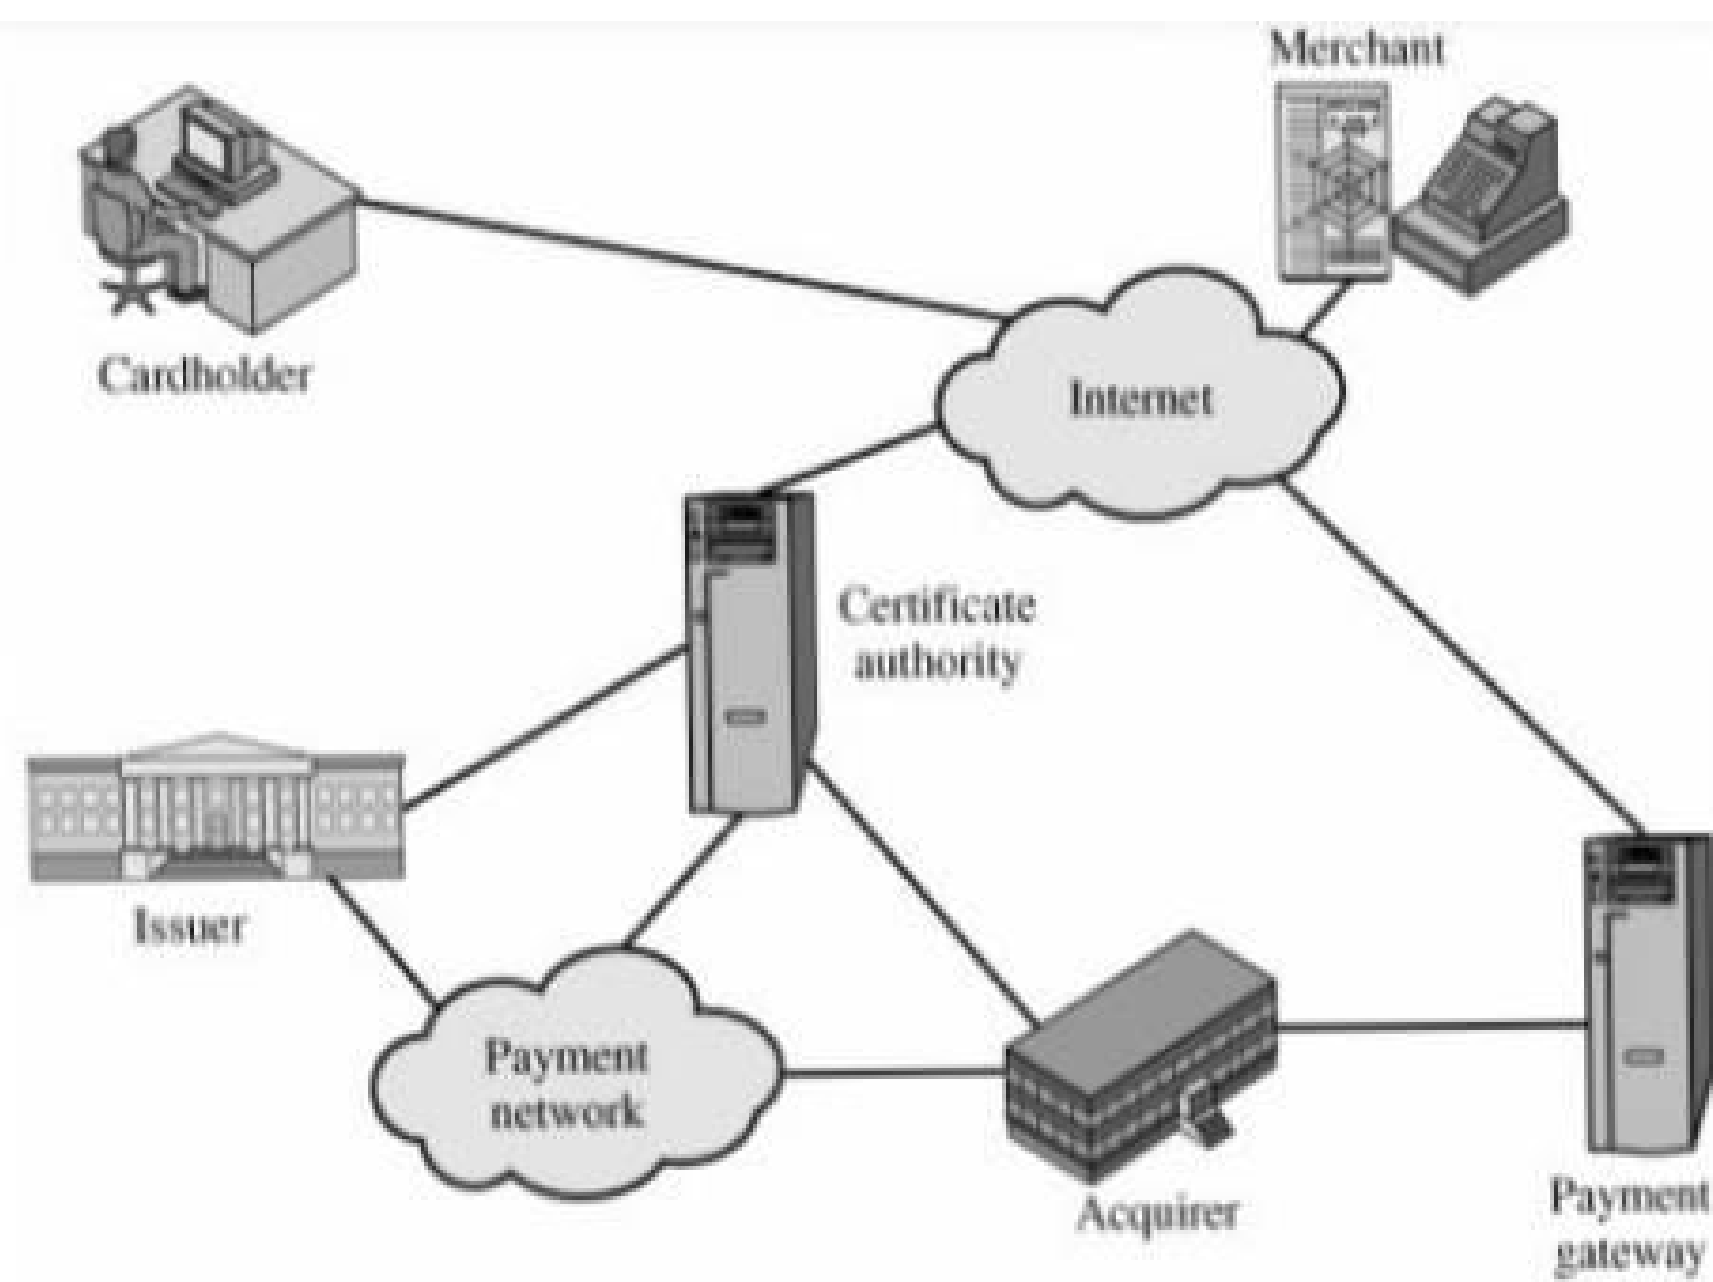 Merchant
Cardholder
Internet
Certificate
authority
Issuer
Payment
network
Acquirer
Payment
gateway